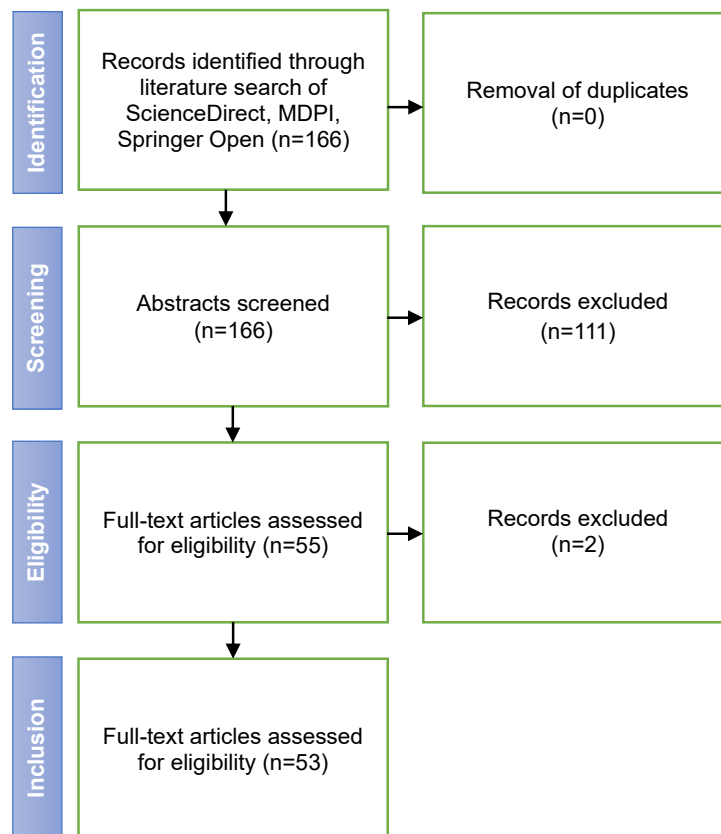 Identification
Records identified through
literature search of
ScienceDirect, MDPI,
Springer Open (n=166)
Removal of duplicates
(n=0)
Screening
Abstracts screened
(n=166)
Records excluded
(n=111)
Eligibility
Full-text articles assessed
for eligibility (n=55)
Records excluded
(n=2)
Inclusion
Full-text articles assessed
for eligibility (n=53)